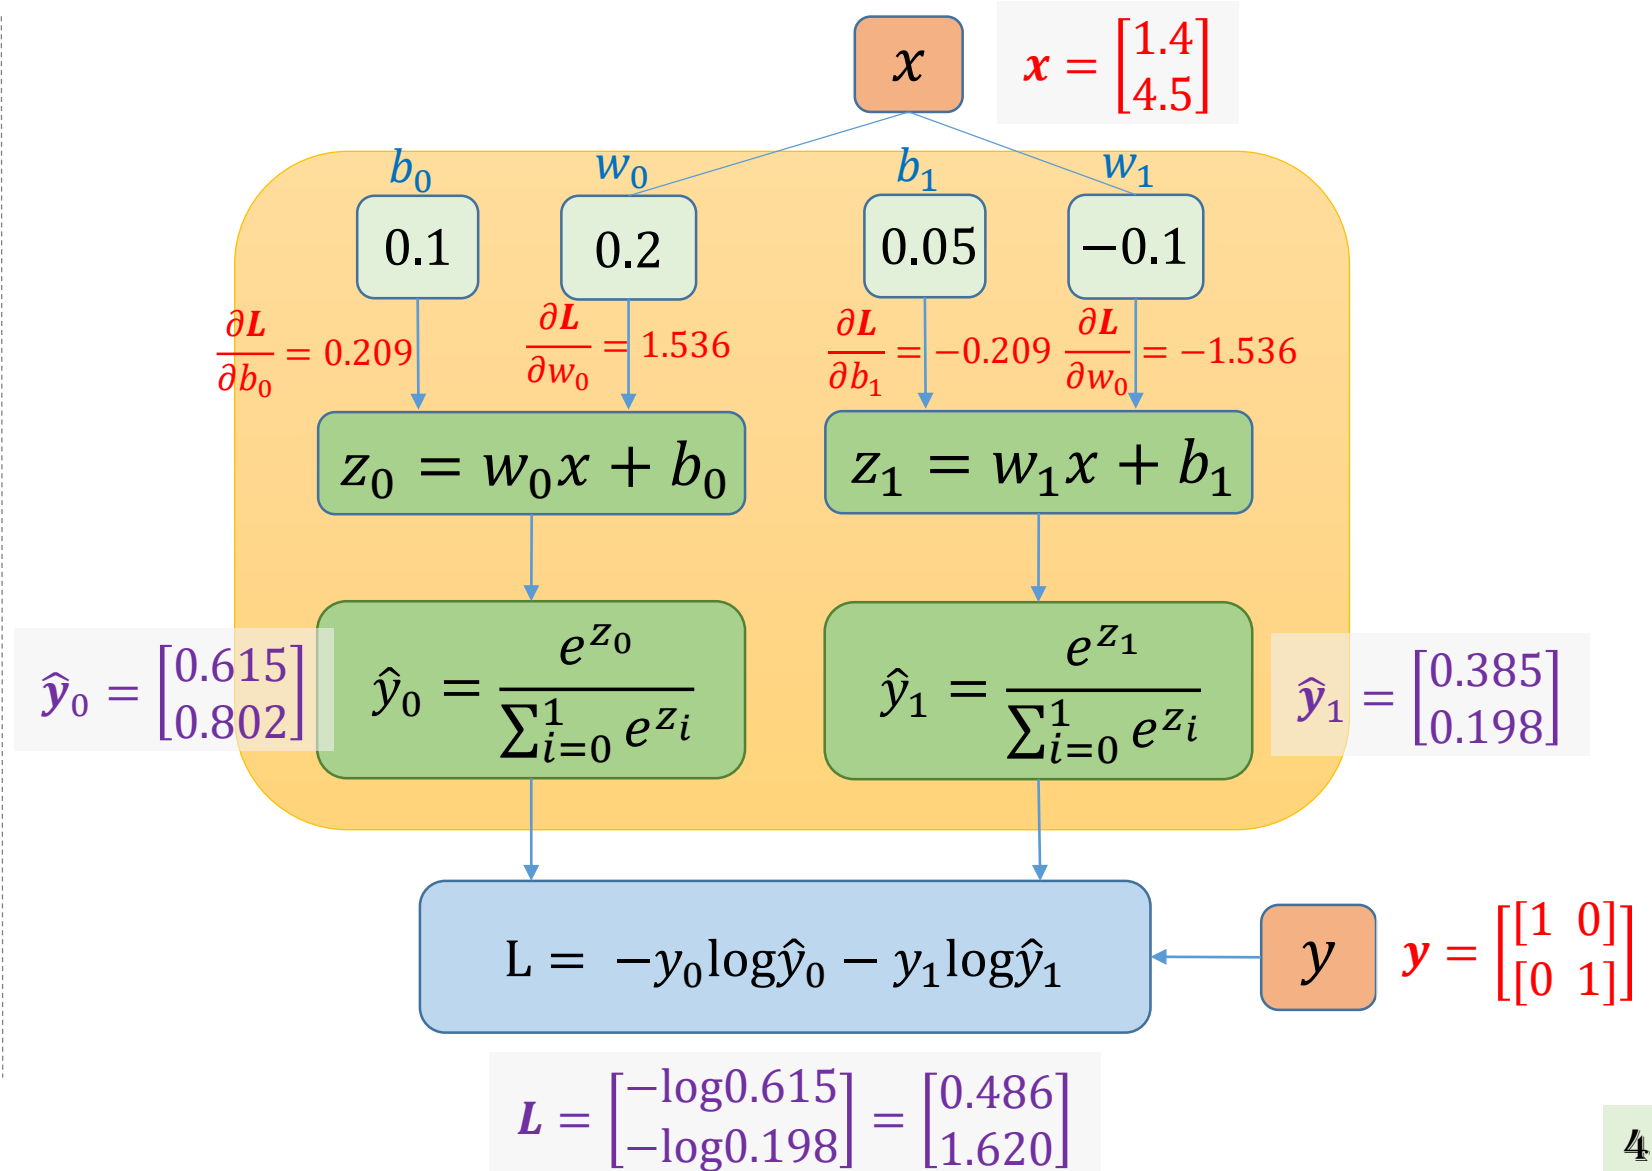 x
x = [1.4
4.5]
b₀ w₀ b₁ w₁
0.1 0.2 0.05 −0.1
∂L/∂b₀ = 0.209 ∂L/∂w₀ = 1.536 ∂L/∂b₁ = −0.209 ∂L/∂w₀ = −1.536
z₀ = w₀x + b₀ z₁ = w₁x + b₁
ŷ₀ = [0.615
0.802]
ŷ₀ = e^{z₀} / ∑_{i=0}^{1} e^{z_i}
ŷ₁ = e^{z₁} / ∑_{i=0}^{1} e^{z_i}
ŷ₁ = [0.385
0.198]
L = −y₀logŷ₀ − y₁logŷ₁
y
y = [[1 0]
[0 1]]
L = [−log0.615
−log0.198] = [0.486
1.620]
4